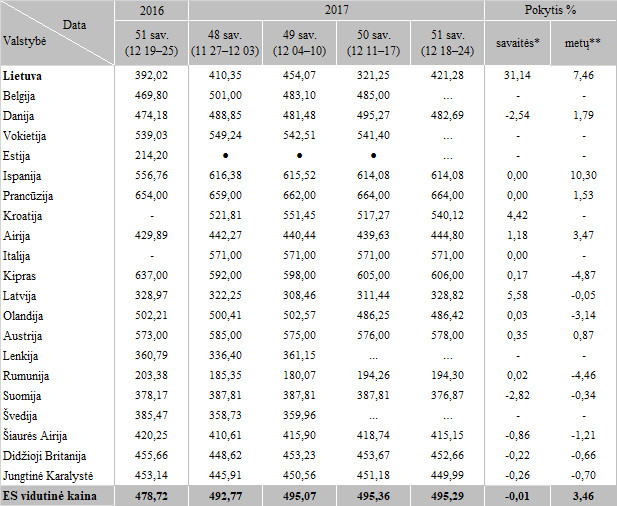 Data 2016 2017 Pokytis %
Valstybė 51 sav. (12 19–25) 48 sav. (11 27–12 03) 49 sav. (12 04–10) 50 sav. (12 11–17) 51 sav. (12 18–24) savaitės* metų**
Lietuva 392,02 410,35 454,07 321,25 421,28 31,14 7,46
Belgija 469,80 501,00 483,10 485,00 ... - -
Danija 474,18 488,85 481,48 495,27 482,69 -2,54 1,79
Vokietija 539,03 549,24 542,51 541,40 ... - -
Estija 214,20 ● ● ● ... - -
Ispanija 556,76 616,38 615,52 614,08 614,08 0,00 10,30
Prancūzija 654,00 659,00 662,00 664,00 664,00 0,00 1,53
Kroatija - 521,81 551,45 517,27 540,12 4,42 -
Airija 429,89 442,27 440,44 439,63 444,80 1,18 3,47
Italija - 571,00 571,00 571,00 571,00 0,00 -
Kipras 637,00 592,00 598,00 605,00 606,00 0,17 -4,87
Latvija 328,97 322,25 308,46 311,44 328,82 5,58 -0,05
Olandija 502,21 500,41 502,57 486,25 486,42 0,03 -3,14
Austrija 573,00 585,00 575,00 576,00 578,00 0,35 0,87
Lenkija 360,79 336,40 361,15 ... ... - -
Rumunija 203,38 185,35 180,07 194,26 194,30 0,02 -4,46
Suomija 378,17 387,81 387,81 387,81 376,87 -2,82 -0,34
Švedija 385,47 358,73 359,96 ... ... - -
Šiaurės Airija 420,25 410,61 415,90 418,74 415,15 -0,86 -1,21
Didžioji Britanija 455,66 448,62 453,23 453,67 452,66 -0,22 -0,66
Jungtinė Karalystė 453,14 445,91 450,56 451,18 449,99 -0,26 -0,70
ES vidutinė kaina 478,72 492,77 495,07 495,36 495,29 -0,01 3,46